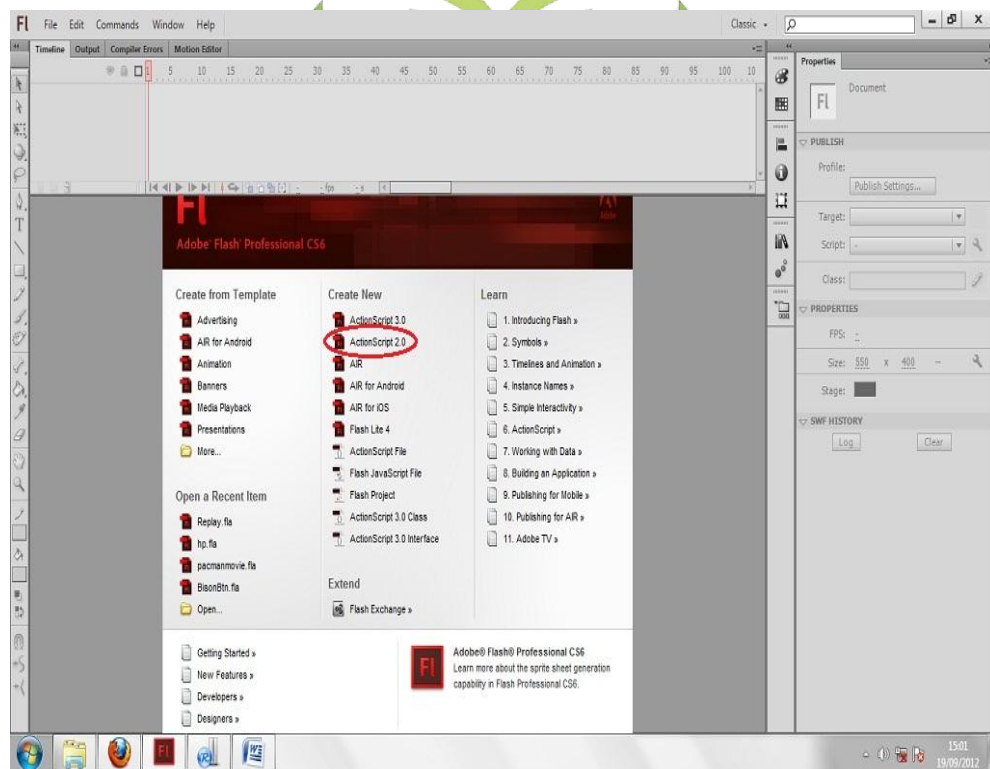 Fl File Edit Commands Window Help Classic
Timeline Output Compiler Errors Motion Editor
1 5 10 15 20 25 30 35 40 45 50 55 60 65 70 75 80 85 90 95 100 10
fps
Fl
Adobe
Adobe® Flash® Professional CS6
Create from Template
Advertising
AIR for Android
Animation
Banners
Media Playback
Presentations
More...
Open a Recent Item
Replay.fla
hp.fla
pacmanmovie.fla
BisonBtn.fla
Open...
Create New
ActionScript 3.0
ActionScript 2.0
AIR
AIR for Android
AIR for iOS
Flash Lite 4
ActionScript File
Flash JavaScript File
Flash Project
ActionScript 3.0 Class
ActionScript 3.0 Interface
Extend
Flash Exchange »
Learn
1. Introducing Flash »
2. Symbols »
3. Timelines and Animation »
4. Instance Names »
5. Simple Interactivity »
6. ActionScript »
7. Working with Data »
8. Building an Application »
9. Publishing for Mobile »
10. Publishing for AIR »
11. Adobe TV »
Getting Started »
New Features »
Developers »
Designers »
Fl
Adobe® Flash® Professional CS6
Learn more about the sprite sheet generation
capability in Flash Professional CS6.
Properties
Fl Document
PUBLISH
Profile:
Publish Settings...
Target:
Script: -
Class:
PROPERTIES
FPS: -
Size: 550 x 400
Stage:
SWF HISTORY
Log Clear
Fl
15:01
19/09/2012